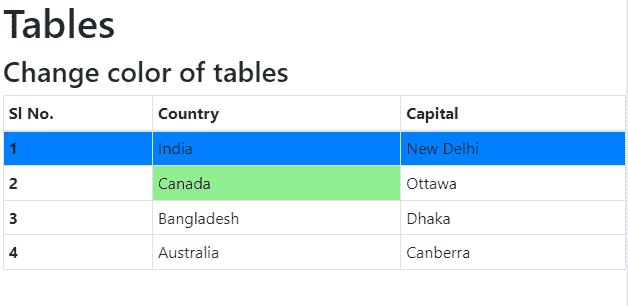 Tables
Change color of tables
Sl No. Country Capital
1 India New Delhi
2 Canada Ottawa
3 Bangladesh Dhaka
4 Australia Canberra